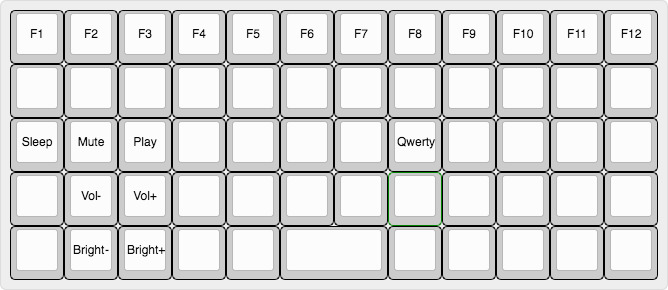 F1 F2 F3 F4 F5 F6 F7 F8 F9 F10 F11 F12
Sleep Mute Play Qwerty
Vol- Vol+
Bright- Bright+